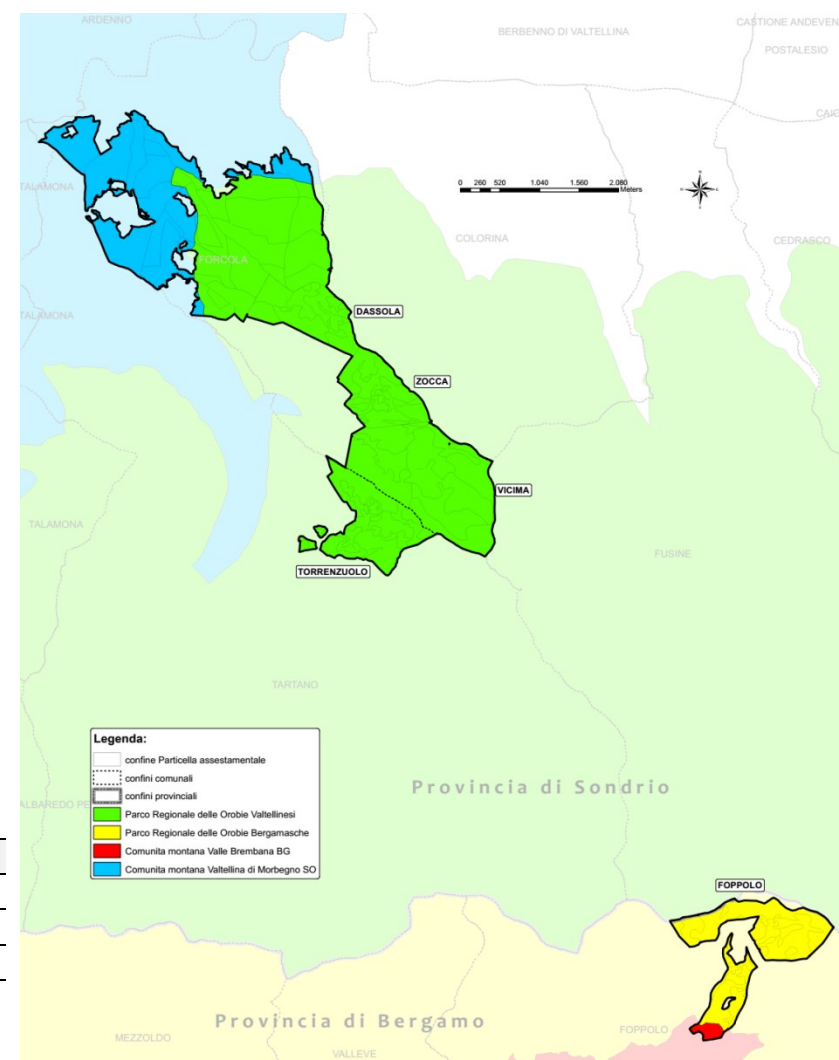 ARDENNO
CASTIONE ANDEVEN
BERBENNO DI VALTELLINA
POSTALESIO
CAI
TALAMONA
0 260 520 1.040 1.560 2.080
Meters
COLORINA
CEDRASCO
FORCOLA
TALAMONA
DASSOLA
ZOCCA
VICIMA
TALAMONA
FUSINE
TORRENZUOLO
TARTANO
Legenda:
confine Particella assestamentale
confini comunali
confini provinciali
Parco Regionale delle Orobie Valtellinesi
Parco Regionale delle Orobie Bergamasche
Comunita montana Valle Brembana BG
Comunita montana Valtellina di Morbegno SO
ALBAREDO PE
Provincia di Sondrio
FOPPOLO
Provincia di Bergamo
FOPPOLO
MEZZOLDO
VALLEVE